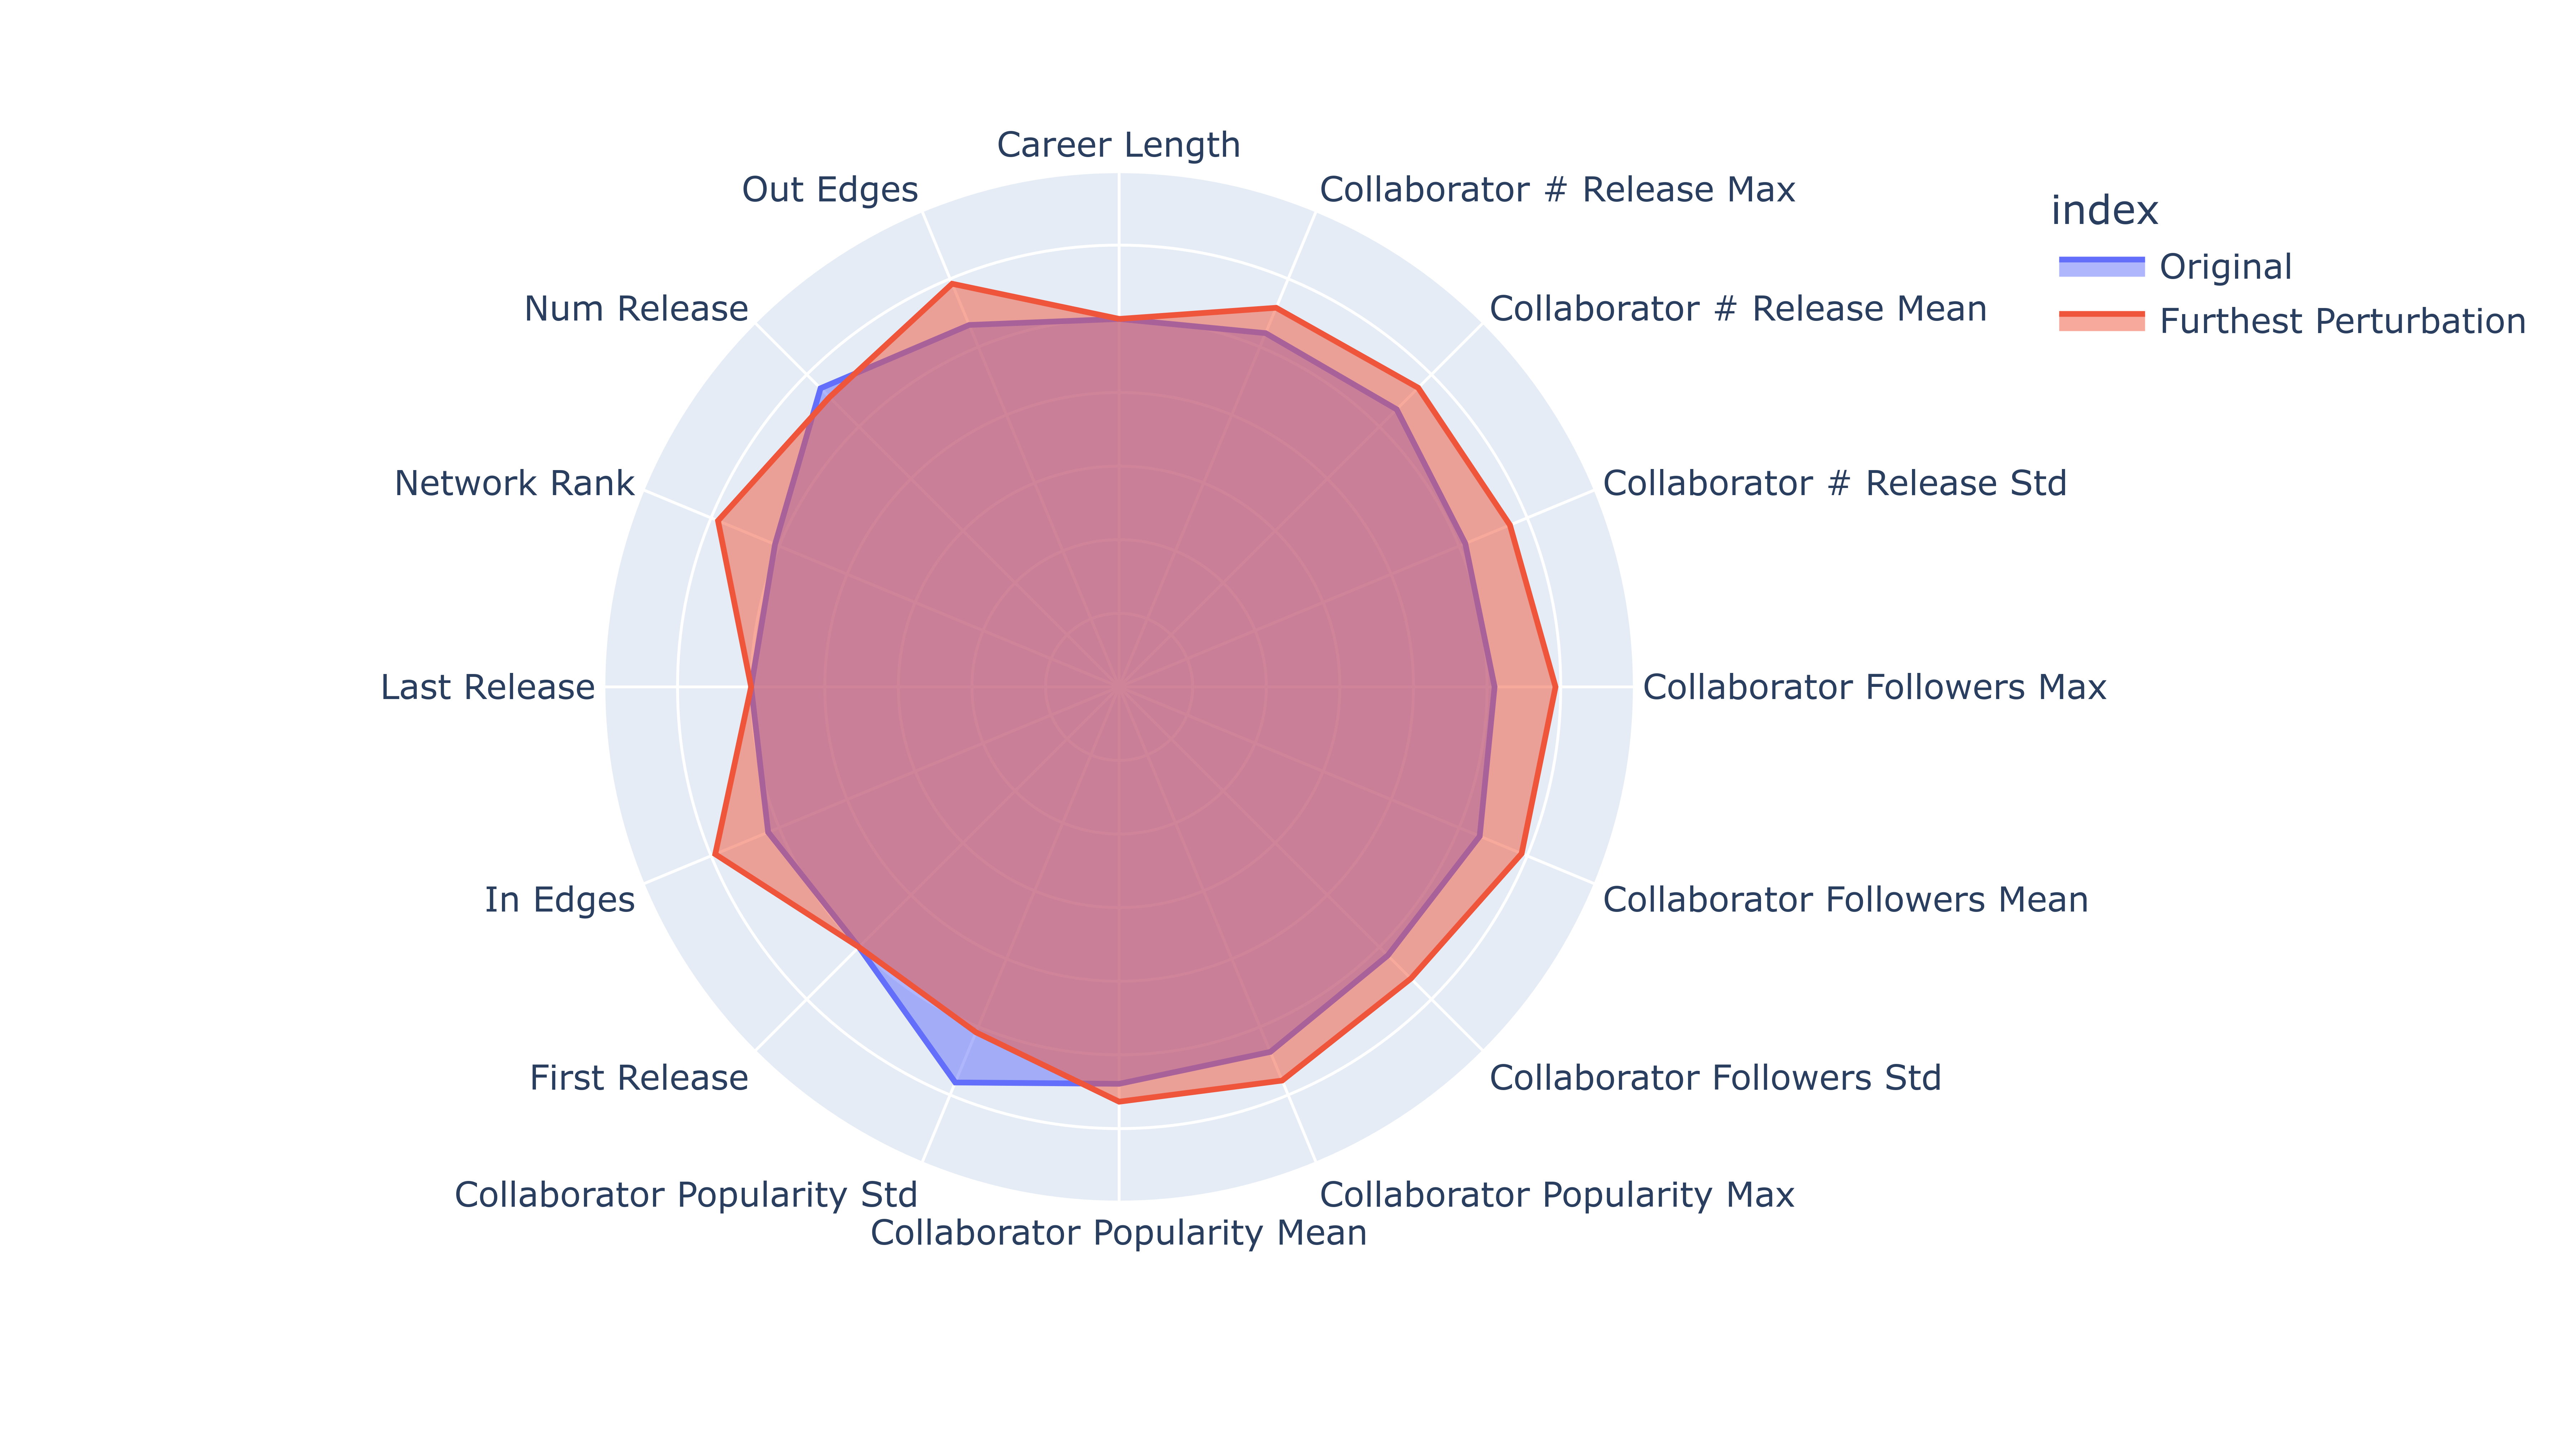 Career Length
Out Edges
Collaborator # Release Max
index
Num Release
Collaborator # Release Mean
Original
Furthest Perturbation
Network Rank
Collaborator # Release Std
Last Release
Collaborator Followers Max
In Edges
Collaborator Followers Mean
First Release
Collaborator Followers Std
Collaborator Popularity Std
Collaborator Popularity Max
Collaborator Popularity Mean